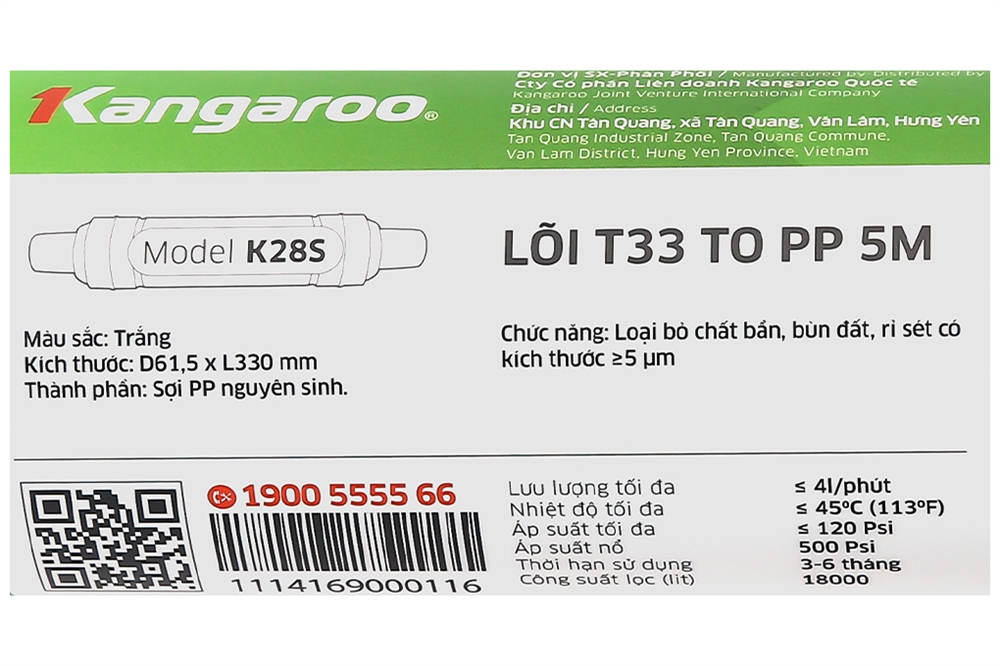 1Kangaroo®
Đơn vị SX-Phân Phối / Manufactured by-Distributed by
Cty Cổ phần Liên doanh Kangaroo Quốc tế
Kangaroo Joint Venture International Company
Địa chỉ / Address
Khu CN Tân Quang, xã Tân Quang, Văn Lâm, Hưng Yên
Tan Quang Industrial Zone, Tan Quang Commune,
Van Lam District, Hung Yen Province, Vietnam
Model K28S
LÕI T33 TO PP 5M
Màu sắc: Trắng
Kích thước: D61,5 x L330 mm
Thành phần: Sợi PP nguyên sinh.
Chức năng: Loại bỏ chất bẩn, bùn đất, rỉ sét có
kích thước ≥5 µm
1900 5555 66
1114169000116
Lưu lượng tối đa ≤ 4l/phút
Nhiệt độ tối đa ≤ 45ºC (113ºF)
Áp suất tối đa ≤ 120 Psi
Áp suất nổ 500 Psi
Thời hạn sử dụng 3-6 tháng
Công suất lọc (lít) 18000